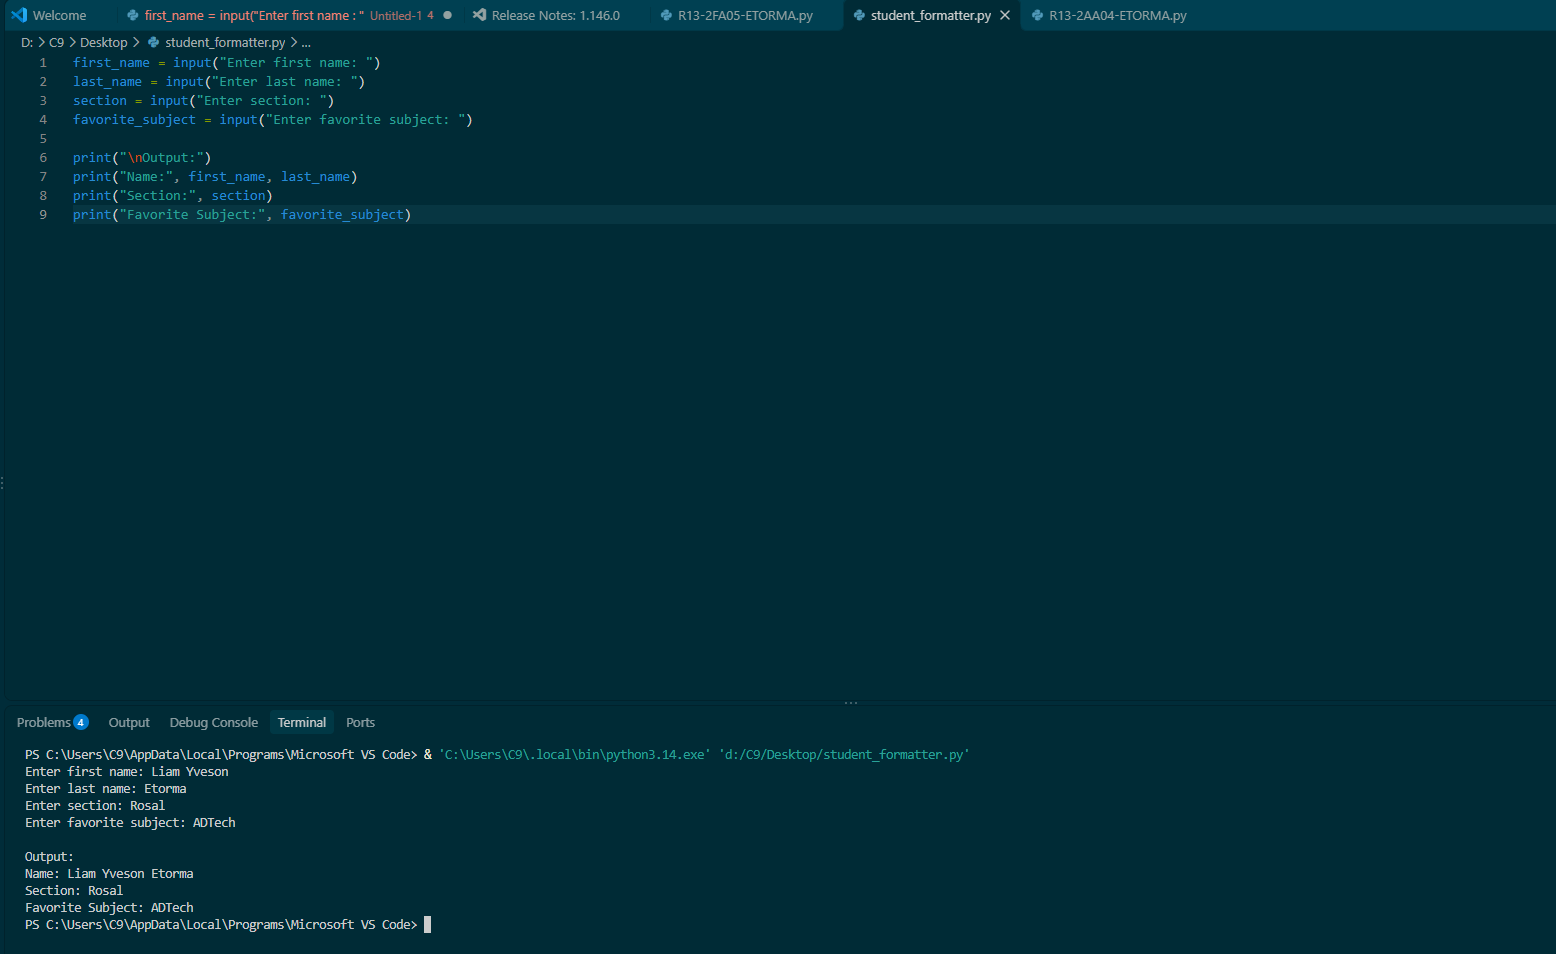 Welcome
first_name = input("Enter first name : " Untitled-1 4
Release Notes: 1.146.0
R13-2FA05-ETORMA.py
student_formatter.py
R13-2AA04-ETORMA.py
D: > C9 > Desktop > student_formatter.py > ...
1 first_name = input("Enter first name: ")
2 last_name = input("Enter last name: ")
3 section = input("Enter section: ")
4 favorite_subject = input("Enter favorite subject: ")
5
6 print("\nOutput:")
7 print("Name:", first_name, last_name)
8 print("Section:", section)
9 print("Favorite Subject:", favorite_subject)
Problems 4 Output Debug Console Terminal Ports
PS C:\Users\C9\AppData\Local\Programs\Microsoft VS Code> & 'C:\Users\C9\.local\bin\python3.14.exe' 'd:/C9/Desktop/student_formatter.py'
Enter first name: Liam Yveson
Enter last name: Etorma
Enter section: Rosal
Enter favorite subject: ADTech
Output:
Name: Liam Yveson Etorma
Section: Rosal
Favorite Subject: ADTech
PS C:\Users\C9\AppData\Local\Programs\Microsoft VS Code>